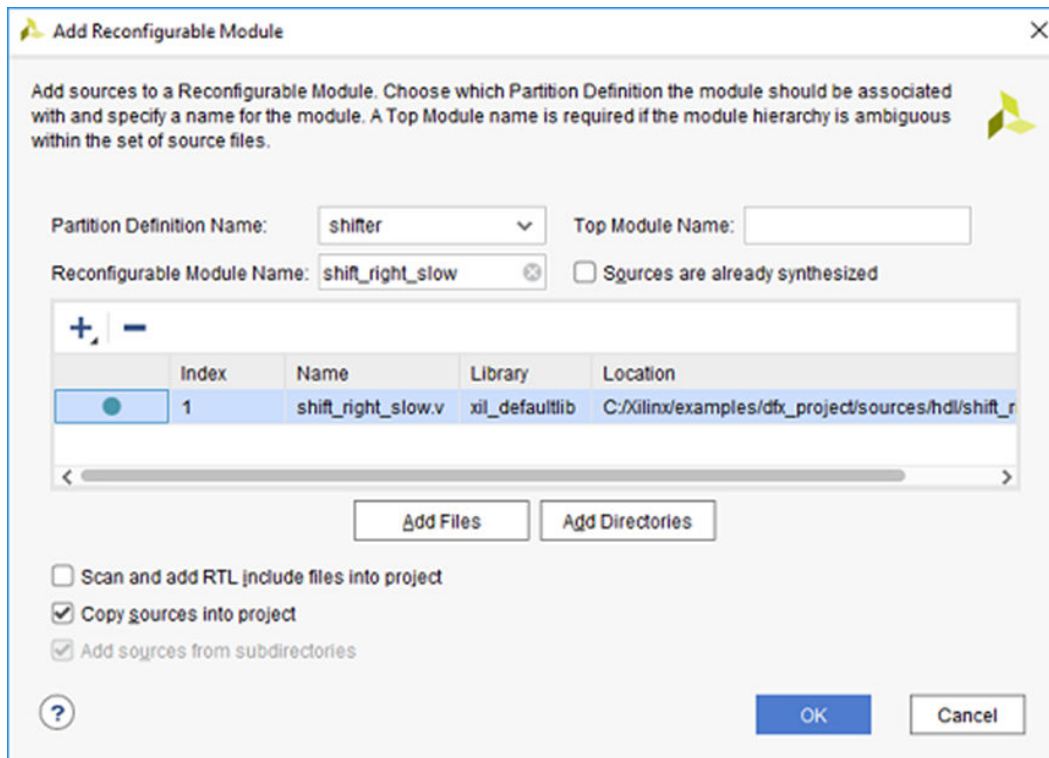 Add Reconfigurable Module
Add sources to a Reconfigurable Module. Choose which Partition Definition the module should be associated
with and specify a name for the module. A Top Module name is required if the module hierarchy is ambiguous
within the set of source files.
Partition Definition Name: shifter Top Module Name:
Reconfigurable Module Name: shift_right_slow Sources are already synthesized
Index Name Library Location
1 shift_right_slow.v xil_defaultlib C:/Xilinx/examples/dfx_project/sources/hdl/shift_r
Add Files Add Directories
Scan and add RTL include files into project
Copy sources into project
Add sources from subdirectories
? OK Cancel